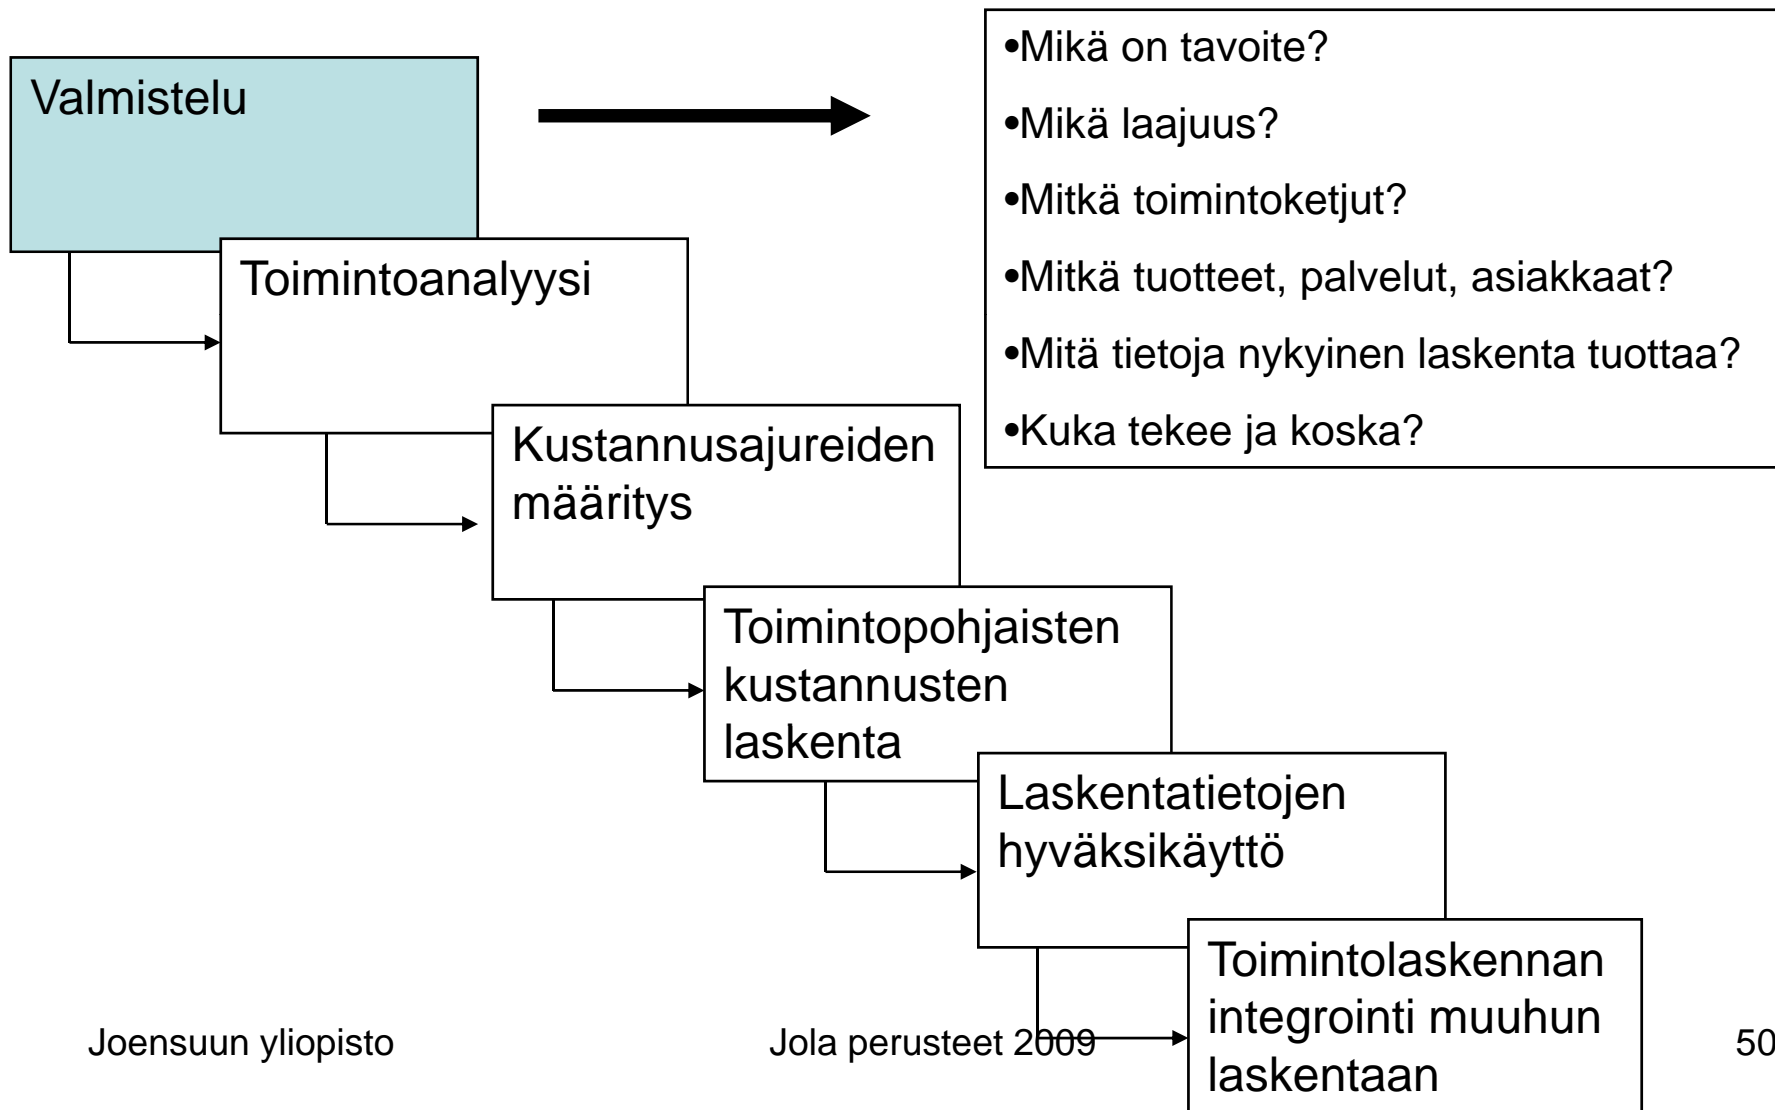 Valmistelu
•Mikä on tavoite?
•Mikä laajuus?
•Mitkä toimintoketjut?
•Mitkä tuotteet, palvelut, asiakkaat?
•Mitä tietoja nykyinen laskenta tuottaa?
•Kuka tekee ja koska?
Toimintoanalyysi
Kustannusajureiden
määritys
Toimintopohjaisten
kustannusten
laskenta
Laskentatietojen
hyväksikäyttö
Toimintolaskennan
integrointi muuhun
laskentaan
Joensuun yliopisto
Jola perusteet 2009
50